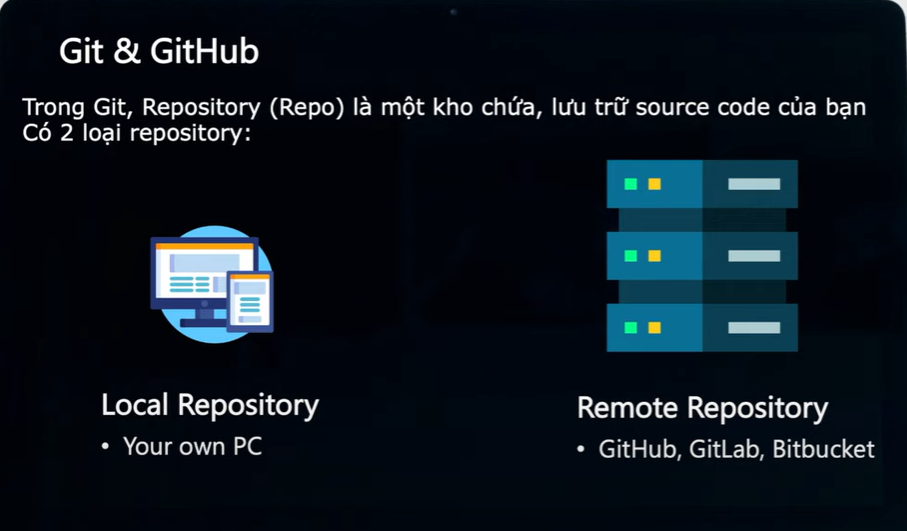 Git & GitHub
Trong Git, Repository (Repo) là một kho chứa, lưu trữ source code của bạn
Có 2 loại repository:
Local Repository
• Your own PC
Remote Repository
• GitHub, GitLab, Bitbucket